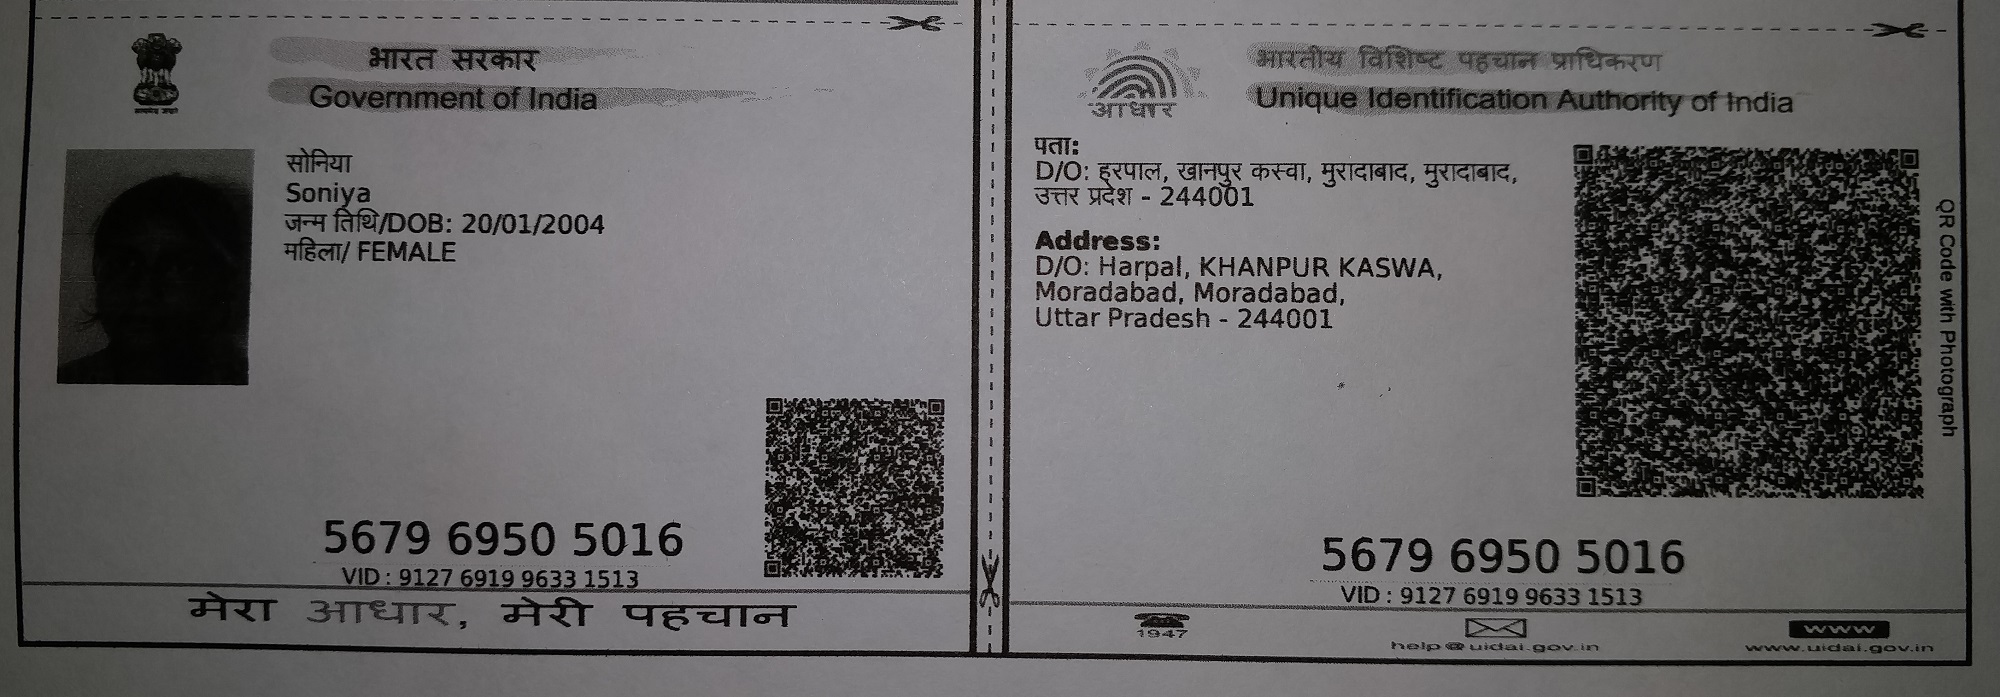 भारत सरकार
Government of India
सोनिया
Soniya
जन्म तिथि/DOB: 20/01/2004
महिला/ FEMALE
5679 6950 5016
VID : 9127 6919 9633 1513
मेरा आधार, मेरी पहचान
आधार
भारतीय विशिष्ट पहचान प्राधिकरण
Unique Identification Authority of India
पता:
D/O: हरपाल, खानपुर कस्वा, मुरादाबाद, मुरादाबाद,
उत्तर प्रदेश - 244001
Address:
D/O: Harpal, KHANPUR KASWA,
Moradabad, Moradabad,
Uttar Pradesh - 244001
QR Code with Photograph
5679 6950 5016
VID : 9127 6919 9633 1513
1947
help@uidai.gov.in
www
www.uidai.gov.in